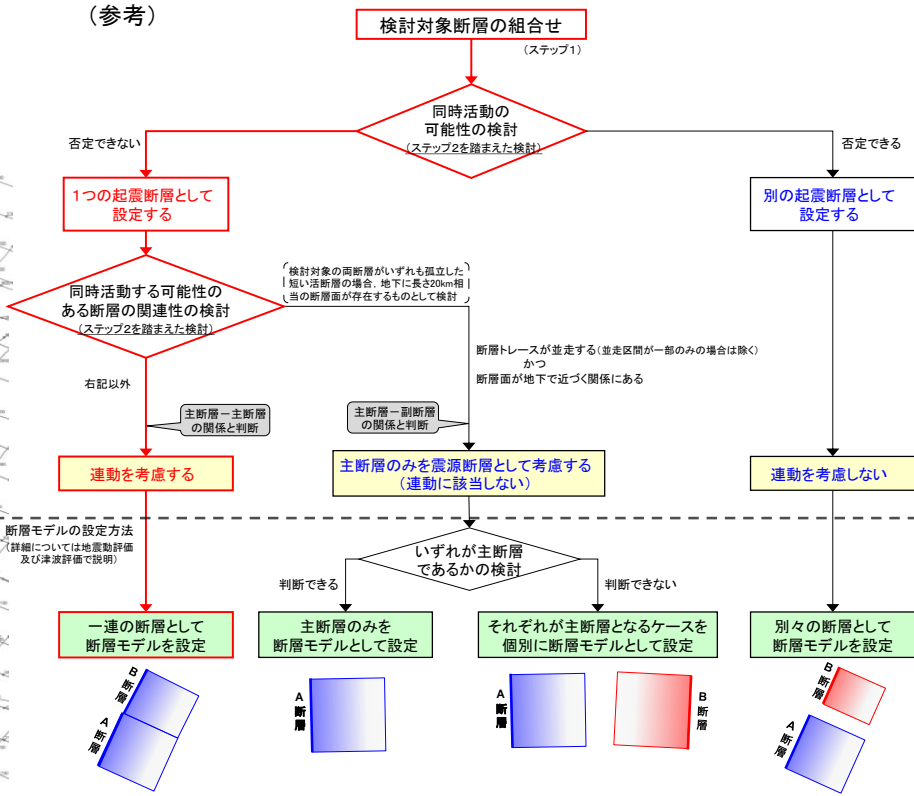 (参考)
検討対象断層の組合せ
(ステップ1)
同時活動の
可能性の検討
(ステップ2を踏まえた検討)
否定できない
否定できる
1つの起震断層として
設定する
別の起震断層として
設定する
同時活動する可能性の
ある断層の関連性の検討
(ステップ2を踏まえた検討)
検討対象の両断層がいずれも孤立した
短い活断層の場合、地下に長さ20km相
当の断層面が存在するものとして検討
断層トレースが並走する(並走区間が一部のみの場合は除く)
かつ
断層面が地下で近づく関係にある
右記以外
主断層－主断層
の関係と判断
主断層－副断層
の関係と判断
連動を考慮する
主断層のみを震源断層として考慮する
(連動に該当しない)
連動を考慮しない
断層モデルの設定方法
(詳細については地震動評価
及び津波評価で説明)
いずれが主断層
であるかの検討
判断できる
判断できない
一連の断層として
断層モデルを設定
主断層のみを
断層モデルとして設定
それぞれが主断層となるケースを
個別に断層モデルとして設定
別々の断層として
断層モデルを設定
B断層
A断層
A断層
A断層
B断層
B断層
A断層